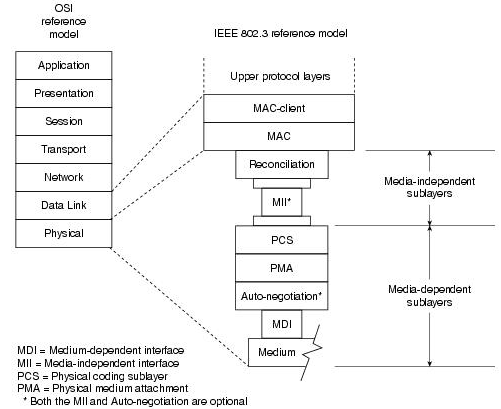 OSI
reference
model
IEEE 802.3 reference model
Application
Presentation
Session
Transport
Network
Data Link
Physical
Upper protocol layers
MAC-client
MAC
Reconciliation
MII*
PCS
PMA
Auto-negotiation*
MDI
Medium
Media-independent
sublayers
Media-dependent
sublayers
MDI = Medium-dependent interface
MII = Media-independent interface
PCS = Physical coding sublayer
PMA = Physical medium attachment
* Both the MII and Auto-negotiation are optional